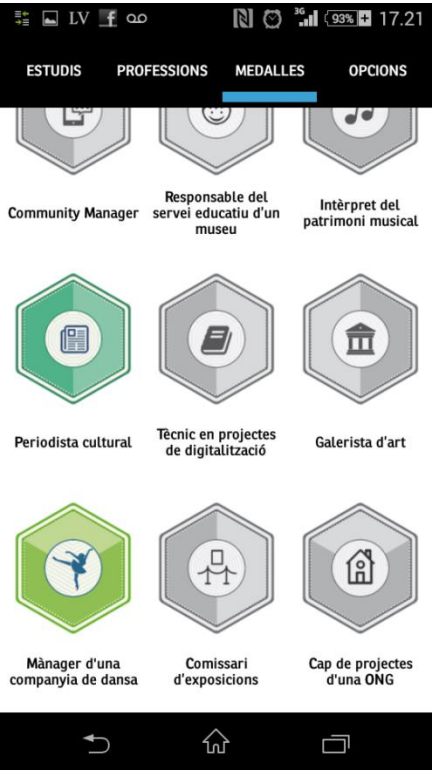 LV 3G 93% 17.21
ESTUDIS PROFESSIONS MEDALLES OPCIONS
Community Manager
Responsable del
servei educatiu d'un
museu
Intèrpret del
patrimoni musical
Periodista cultural
Tècnic en projectes
de digitalització
Galerista d'art
Mànager d'una
companyia de dansa
Comissari
d'exposicions
Cap de projectes
d'una ONG